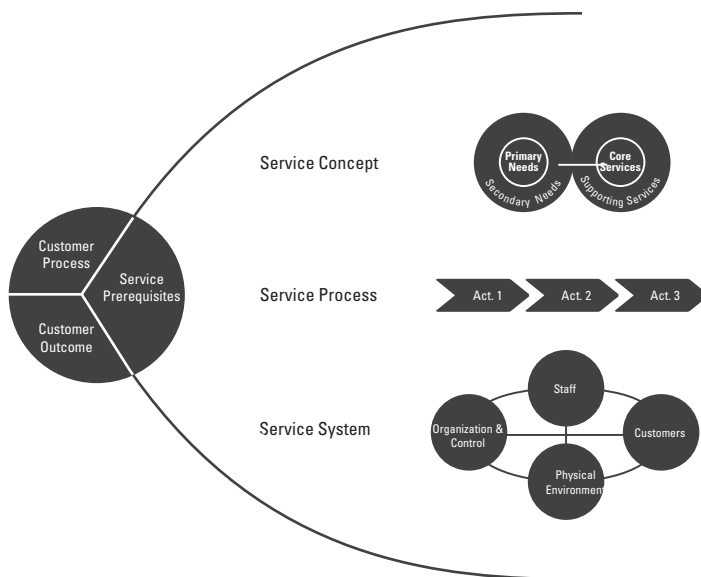 Customer
Process
Service
Prerequisites
Customer
Outcome
Service Concept
Primary
Needs
Secondary Needs
Core
Services
Supporting Services
Service Process
Act. 1
Act. 2
Act. 3
Service System
Staff
Organization &
Control
Customers
Physical
Environment